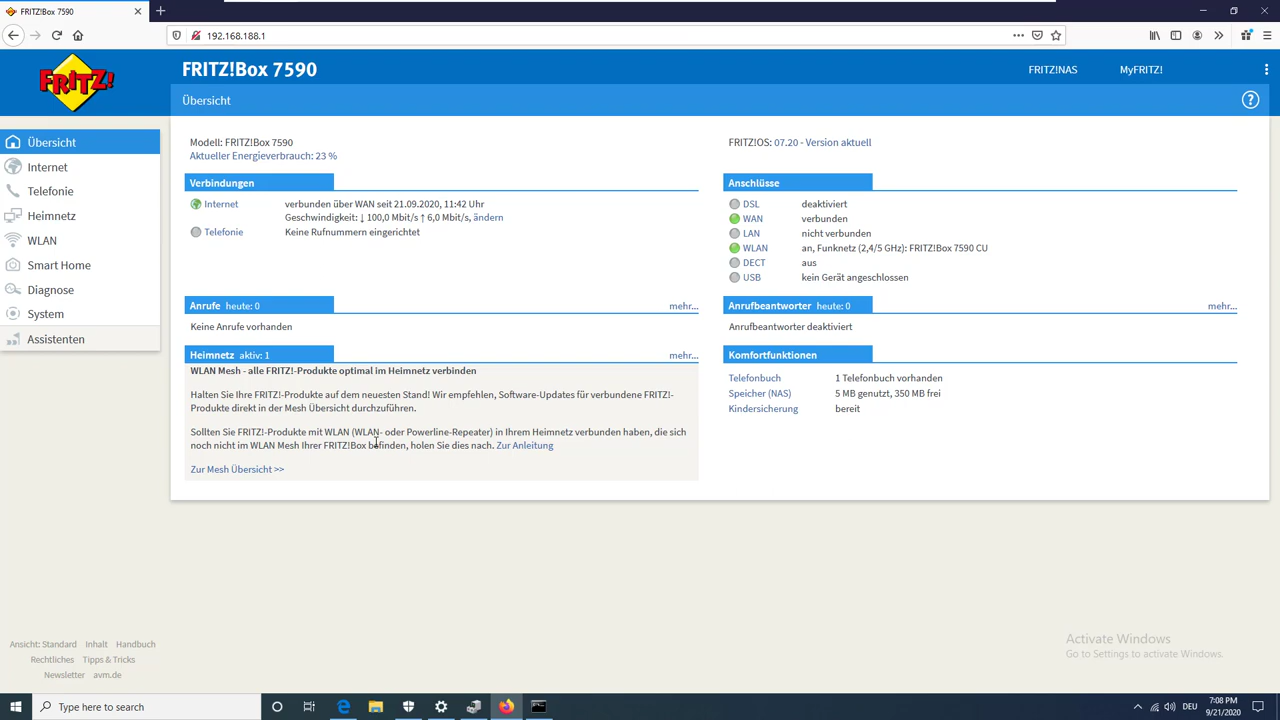 FRITZ!Box 7590
192.168.188.1
FRITZ!
FRITZ!Box 7590
FRITZ!NAS
MyFRITZ!
Übersicht
Übersicht
Internet
Telefonie
Heimnetz
WLAN
Smart Home
Diagnose
System
Assistenten
Modell: FRITZ!Box 7590
Aktueller Energieverbrauch: 23 %
FRITZ!OS: 07.20 - Version aktuell
Verbindungen
Internet verbunden über WAN seit 21.09.2020, 11:42 Uhr
Geschwindigkeit: ↓ 100,0 Mbit/s ↑ 6,0 Mbit/s, ändern
Telefonie Keine Rufnummern eingerichtet
Anschlüsse
DSL deaktiviert
WAN verbunden
LAN nicht verbunden
WLAN an, Funknetz (2,4/5 GHz): FRITZ!Box 7590 CU
DECT aus
USB kein Gerät angeschlossen
Anrufe heute: 0 mehr...
Keine Anrufe vorhanden
Anrufbeantworter heute: 0 mehr...
Anrufbeantworter deaktiviert
Heimnetz aktiv: 1 mehr...
WLAN Mesh - alle FRITZ!-Produkte optimal im Heimnetz verbinden
Halten Sie Ihre FRITZ!-Produkte auf dem neuesten Stand! Wir empfehlen, Software-Updates für verbundene FRITZ!-
Produkte direkt in der Mesh Übersicht durchzuführen.
Sollten Sie FRITZ!-Produkte mit WLAN (WLAN- oder Powerline-Repeater) in Ihrem Heimnetz verbunden haben, die sich
noch nicht im WLAN Mesh Ihrer FRITZ!Box befinden, holen Sie dies nach. Zur Anleitung
Zur Mesh Übersicht >>
Komfortfunktionen
Telefonbuch 1 Telefonbuch vorhanden
Speicher (NAS) 5 MB genutzt, 350 MB frei
Kindersicherung bereit
Ansicht: Standard Inhalt Handbuch
Rechtliches Tipps & Tricks
Newsletter avm.de
Activate Windows
Go to Settings to activate Windows.
Type here to search
DEU
7:08 PM
9/21/2020